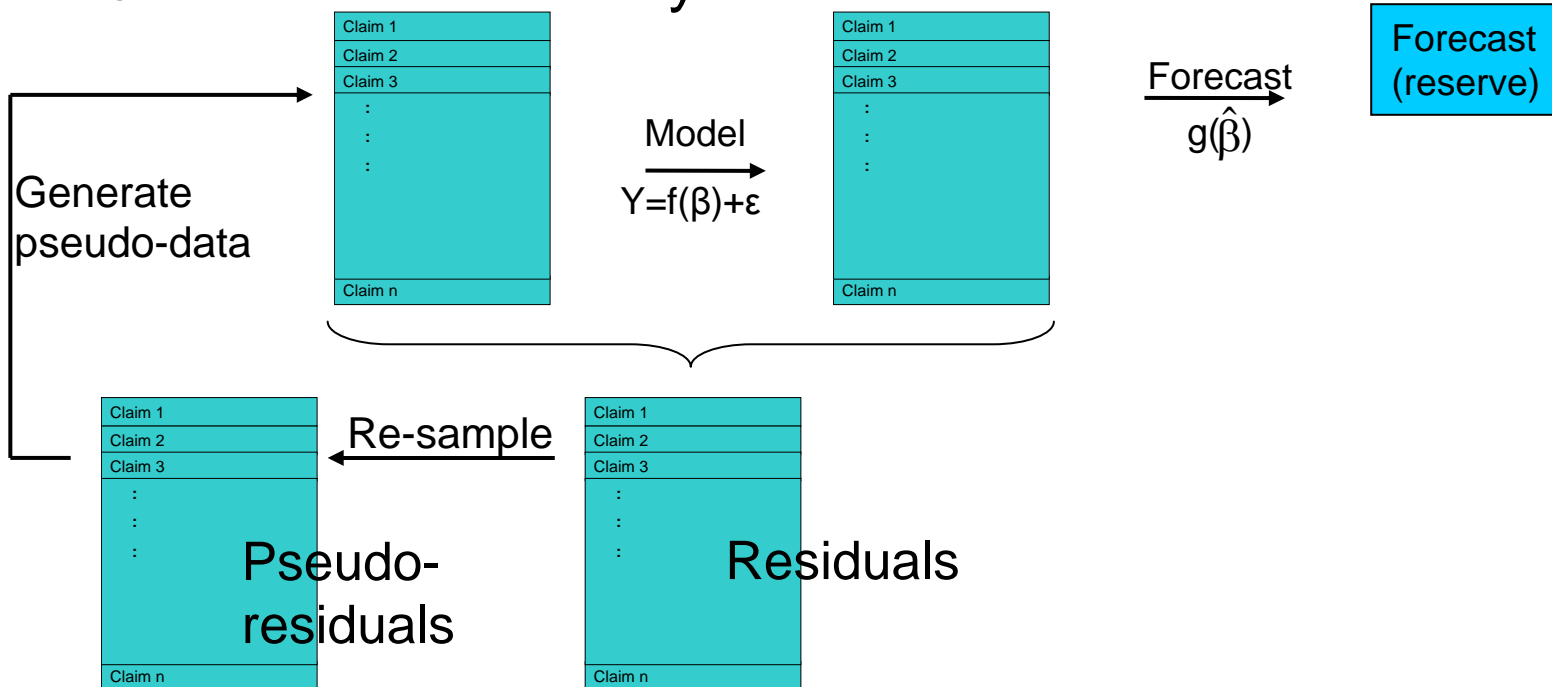 y
Claim 1
Claim 2
Claim 3
:
:
:
Claim n
Model
Y=f(β)+ε
Claim 1
Claim 2
Claim 3
:
:
:
Claim n
Forecast
g(β̂)
Forecast
(reserve)
Generate
pseudo-data
Claim 1
Claim 2
Claim 3
:
:
:
Pseudo-
residuals
Claim n
Re-sample
Claim 1
Claim 2
Claim 3
:
:
:
Residuals
Claim n